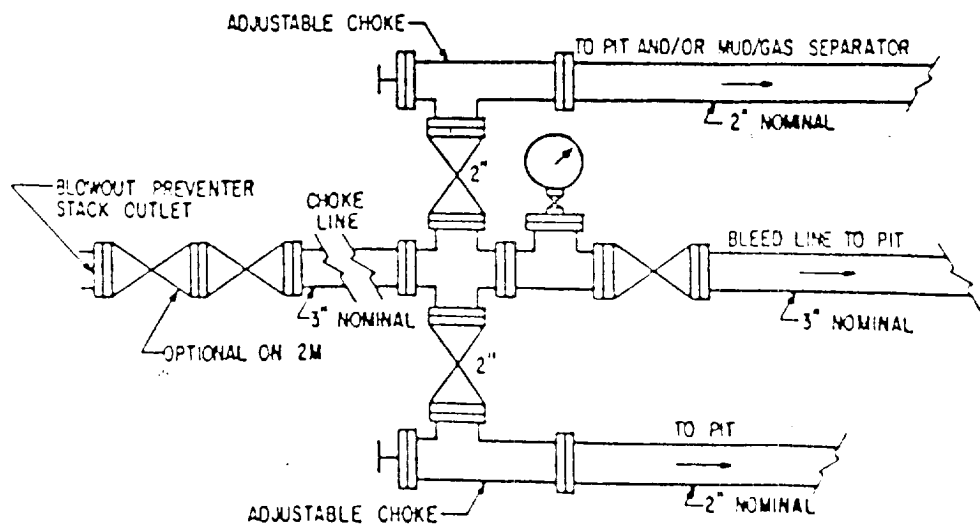 ADJUSTABLE CHOKE
TO PIT AND/OR MUD/GAS SEPARATOR
2" NOMINAL
2"
BLOWOUT PREVENTER
STACK OUTLET
CHOKE
LINE
BLEED LINE TO PIT
3" NOMINAL
3" NOMINAL
OPTIONAL ON 2M
2"
TO PIT
2" NOMINAL
ADJUSTABLE CHOKE